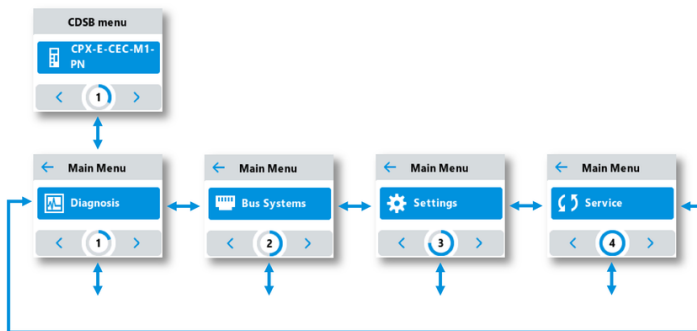 CDSB menu
CPX-E-CEC-M1-
PN
1
Main Menu
Diagnosis
1
Main Menu
Bus Systems
2
Main Menu
Settings
3
Main Menu
Service
4